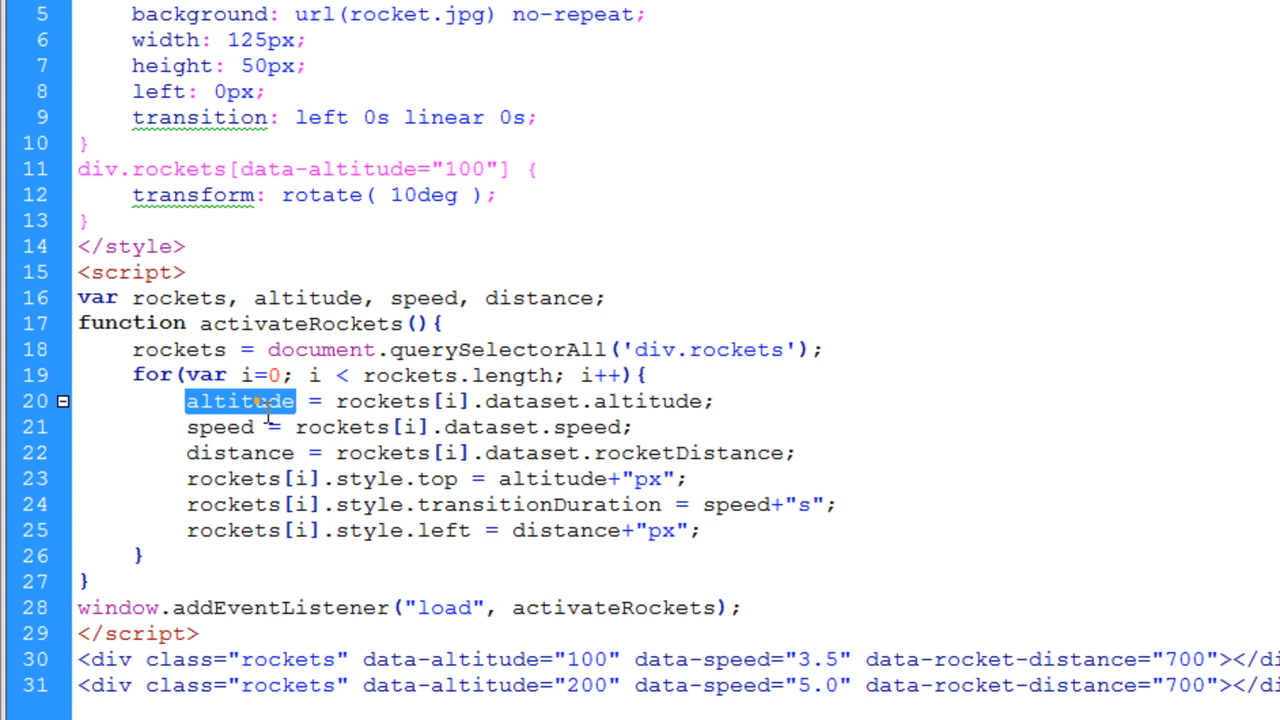 5 background: url(rocket.jpg) no-repeat;
6 width: 125px;
7 height: 50px;
8 left: 0px;
9 transition: left 0s linear 0s;
10 }
11 div.rockets[data-altitude="100"] {
12 transform: rotate( 10deg );
13 }
14 </style>
15 <script>
16 var rockets, altitude, speed, distance;
17 function activateRockets(){
18 rockets = document.querySelectorAll('div.rockets');
19 for(var i=0; i < rockets.length; i++){
20 altitude = rockets[i].dataset.altitude;
21 speed = rockets[i].dataset.speed;
22 distance = rockets[i].dataset.rocketDistance;
23 rockets[i].style.top = altitude+"px";
24 rockets[i].style.transitionDuration = speed+"s";
25 rockets[i].style.left = distance+"px";
26 }
27 }
28 window.addEventListener("load", activateRockets);
29 </script>
30 <div class="rockets" data-altitude="100" data-speed="3.5" data-rocket-distance="700"></di
31 <div class="rockets" data-altitude="200" data-speed="5.0" data-rocket-distance="700"></di